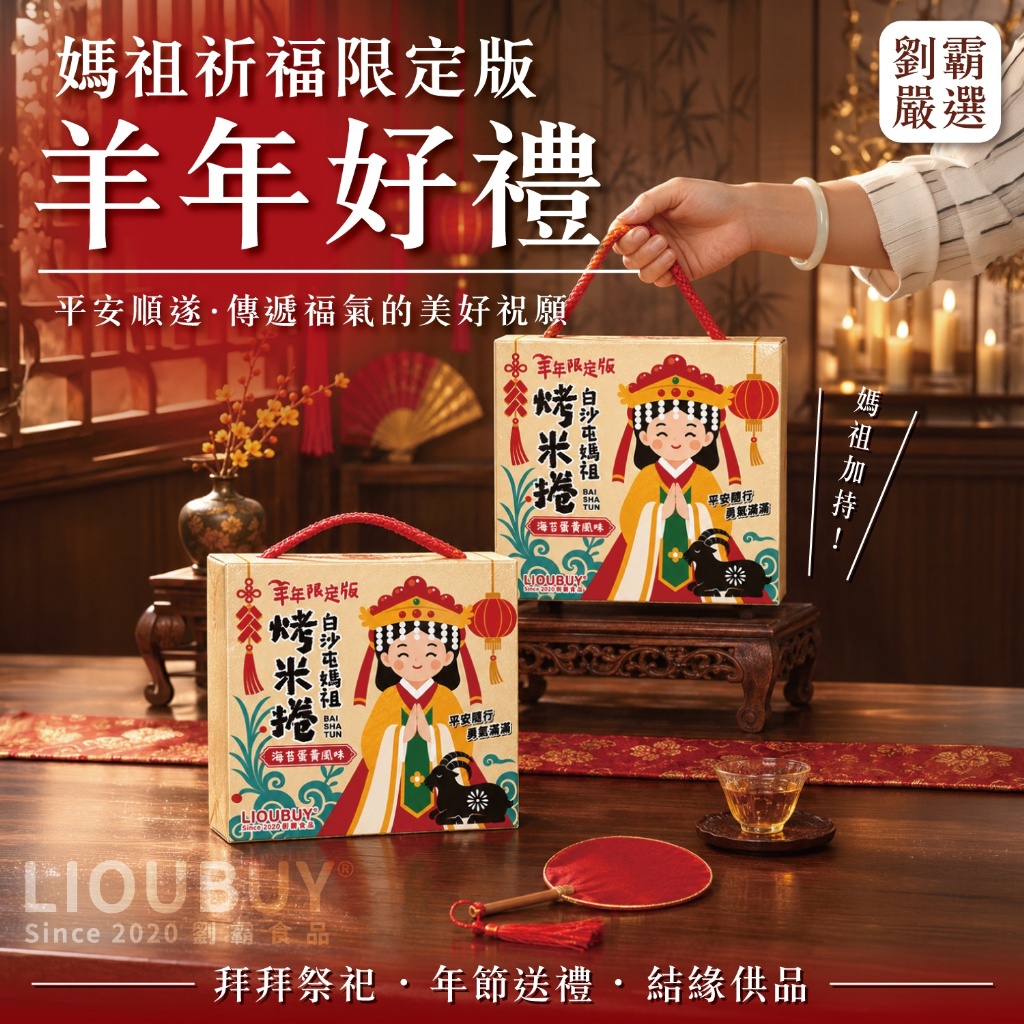 媽祖祈福限定版
羊年好禮
平安順遂·傳遞福氣的美好祝願
劉霸
嚴選
媽祖加持！
羊年限定版
白沙屯媽祖
烤米捲
BAI
SHA
TUN
海苔蛋黃風味
平安隨行
勇氣滿滿
LIOUBUY®
Since 2020 劉霸食品
羊年限定版
白沙屯媽祖
烤米捲
BAI
SHA
TUN
海苔蛋黃風味
平安隨行
勇氣滿滿
LIOUBUY®
Since 2020 劉霸食品
LIOUBUY®
Since 2020 劉霸食品
拜拜祭祀 · 年節送禮 · 結緣供品